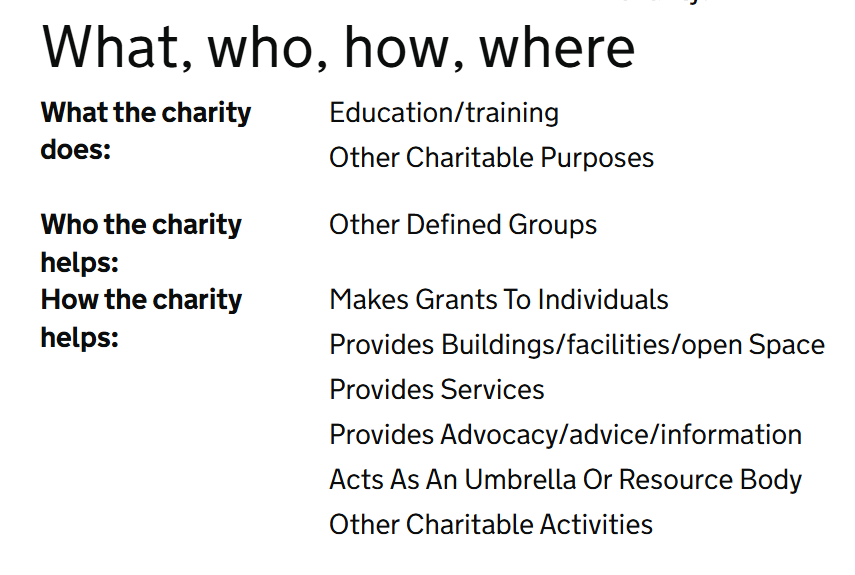 What, who, how, where
What the charity does:
Education/training
Other Charitable Purposes
Who the charity helps:
Other Defined Groups
How the charity helps:
Makes Grants To Individuals
Provides Buildings/facilities/open Space
Provides Services
Provides Advocacy/advice/information
Acts As An Umbrella Or Resource Body
Other Charitable Activities